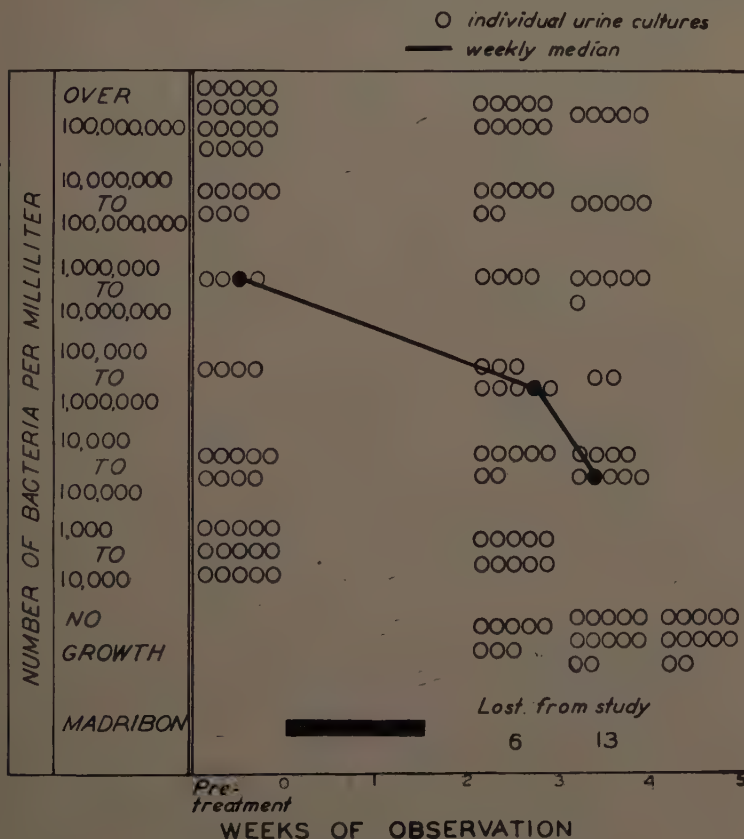 individual urine cultures
weekly median
NUMBER OF BACTERIA PER MILLILITER
OVER
100,000,000
10,000,000
TO
100,000,000
1,000,000
TO
10,000,000
100,000
TO
1,000,000
10,000
TO
100,000
1,000
TO
10,000
NO
GROWTH
MADRIBON
Lost from study
6 13
Pre-
treatment
0 1 2 3 4 5
WEEKS OF OBSERVATION